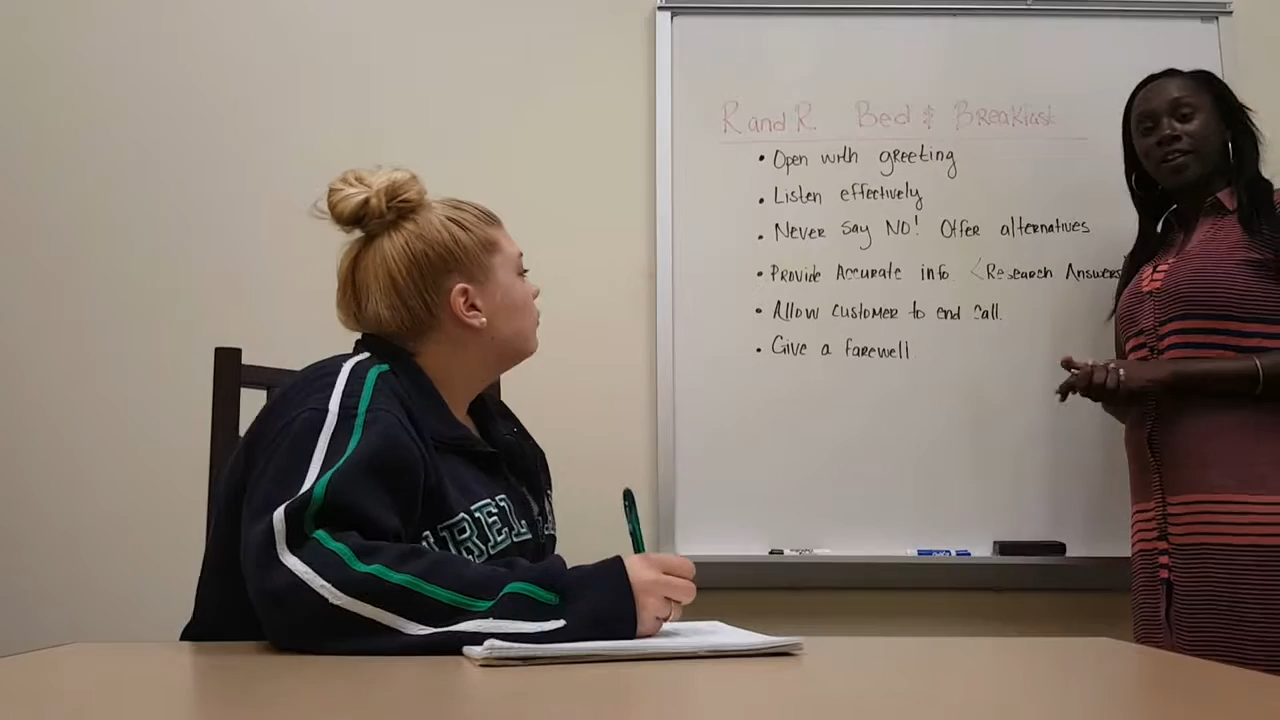 R and R Bed & Breakfast
• Open with greeting
• Listen effectively
• Never say NO! Offer alternatives
• Provide Accurate info. <Research Answers
• Allow customer to end call.
• Give a farewell
IRELA